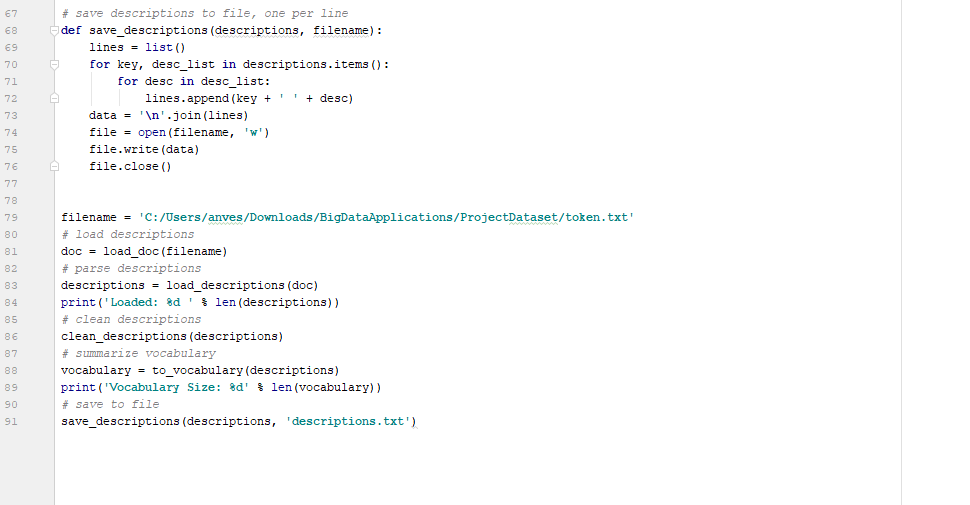 67 # save descriptions to file, one per line
68 def save_descriptions(descriptions, filename):
69     lines = list()
70     for key, desc_list in descriptions.items():
71         for desc in desc_list:
72             lines.append(key + ' ' + desc)
73     data = '\n'.join(lines)
74     file = open(filename, 'w')
75     file.write(data)
76     file.close()
77
78
79 filename = 'C:/Users/anves/Downloads/BigDataApplications/ProjectDataset/token.txt'
80 # load descriptions
81 doc = load_doc(filename)
82 # parse descriptions
83 descriptions = load_descriptions(doc)
84 print('Loaded: %d ' % len(descriptions))
85 # clean descriptions
86 clean_descriptions(descriptions)
87 # summarize vocabulary
88 vocabulary = to_vocabulary(descriptions)
89 print('Vocabulary Size: %d' % len(vocabulary))
90 # save to file
91 save_descriptions(descriptions, 'descriptions.txt')